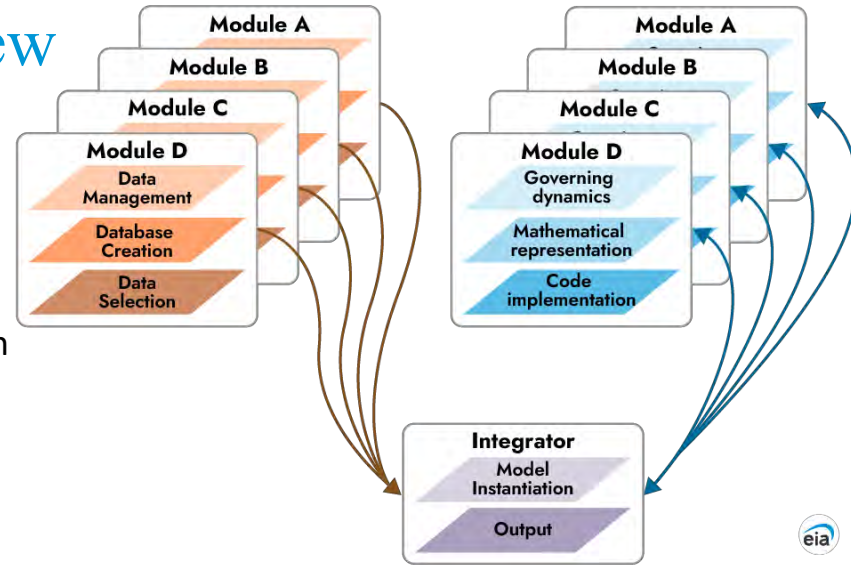 ew
Module A
Module B
Module C
Module D
Data
Management
Database
Creation
Data
Selection
n
Module A
Module B
Module C
Module D
Governing
dynamics
Mathematical
representation
Code
implementation
Integrator
Model
Instantiation
Output
eia